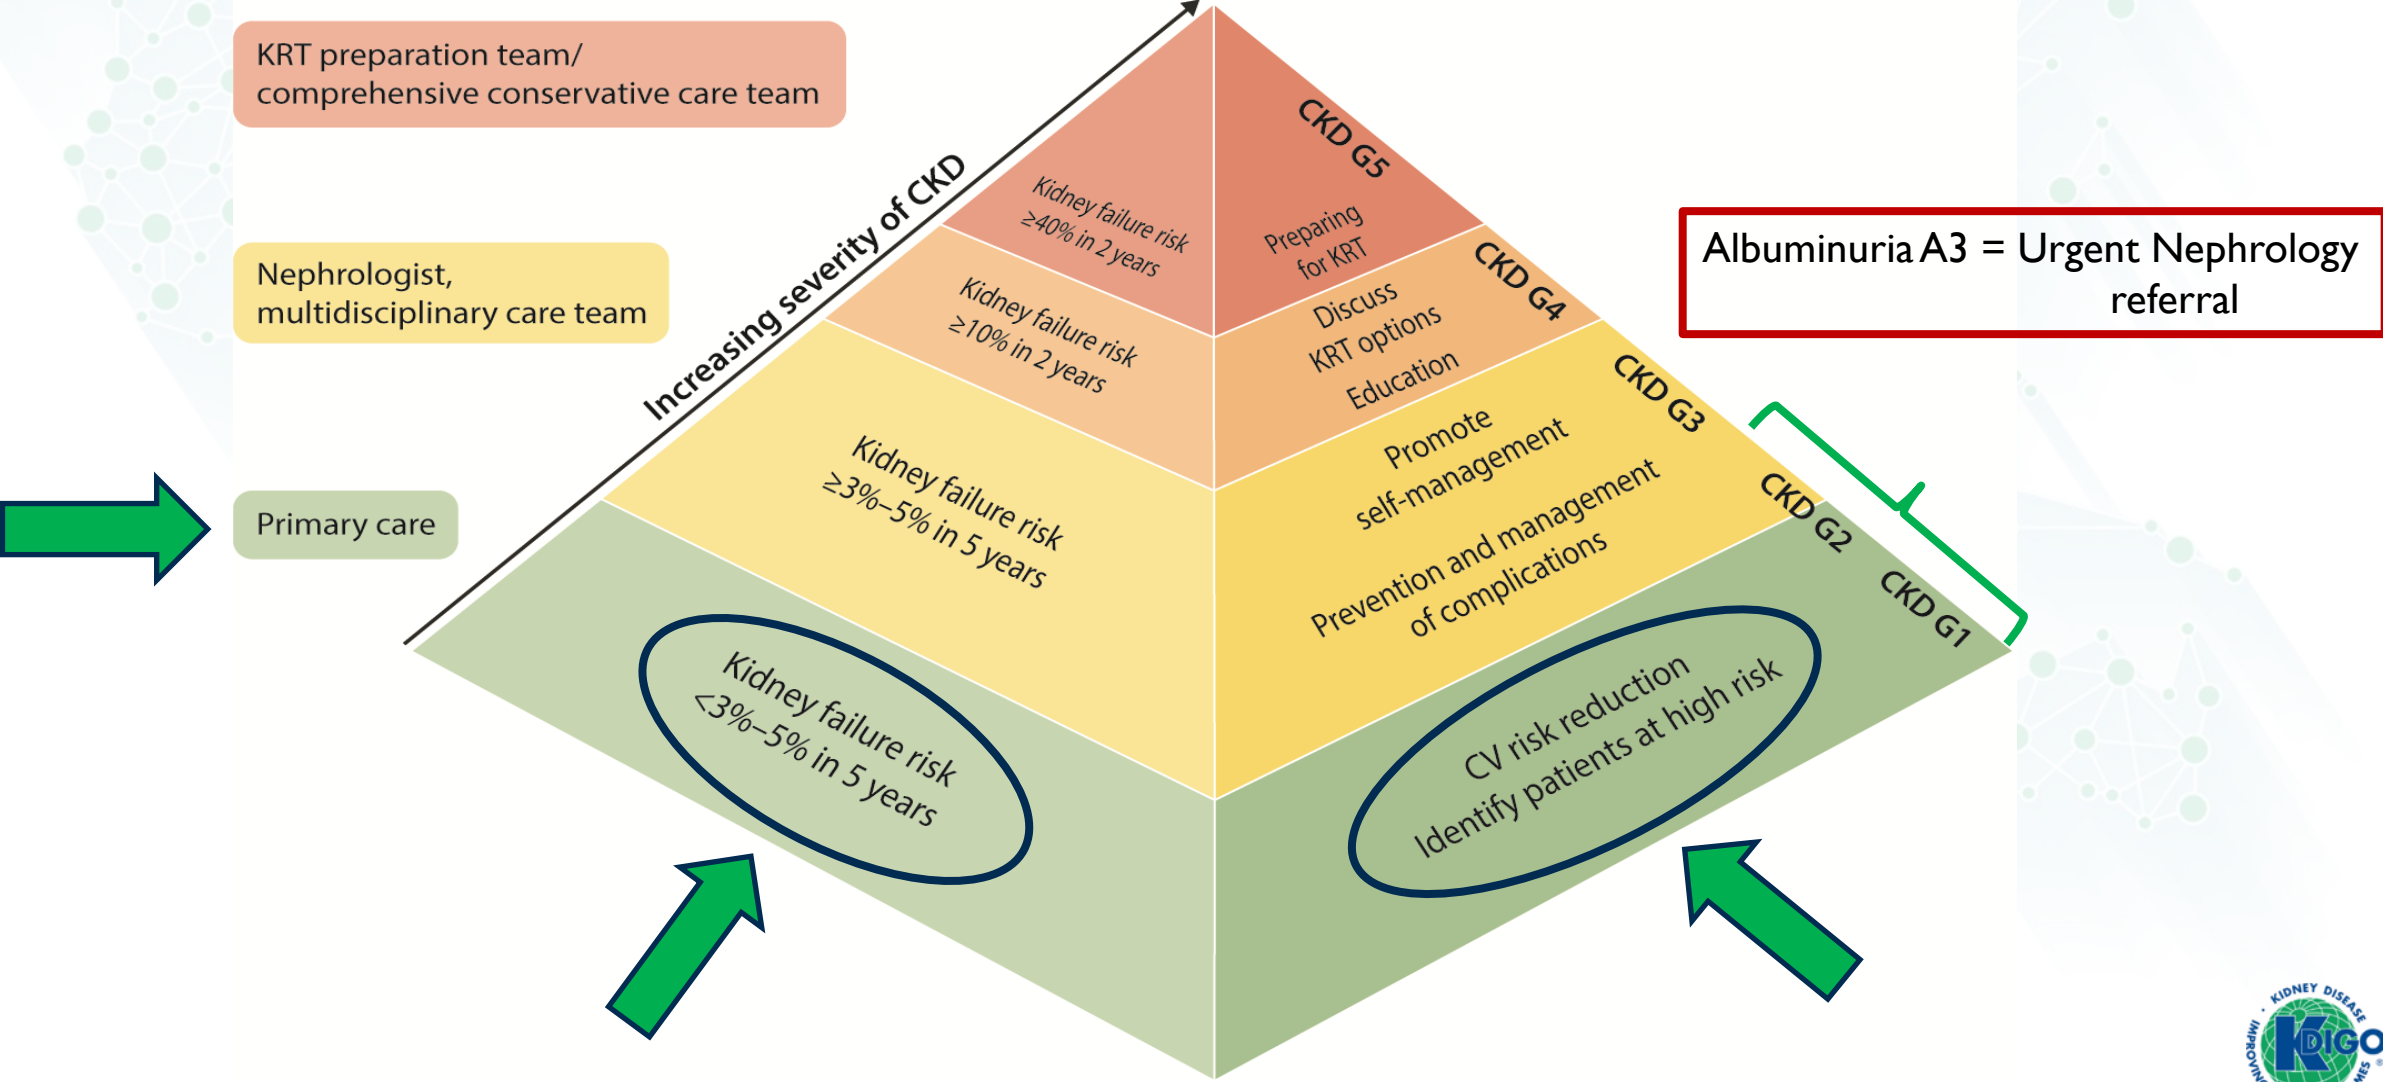 KRT preparation team/
comprehensive conservative care team
Nephrologist,
multidisciplinary care team
Primary care
Increasing severity of CKD
Kidney failure risk
≥40% in 2 years
Kidney failure risk
≥10% in 2 years
Kidney failure risk
≥3%–5% in 5 years
Kidney failure risk
<3%–5% in 5 years
CKD G5
Preparing
for KRT
CKD G4
Discuss
KRT options
Education
CKD G3
Promote
self-management
Prevention and management
of complications
CKD G2
CKD G1
CV risk reduction
Identify patients at high risk
Albuminuria A3 = Urgent Nephrology
referral
KIDNEY DISEASE
KDIGO
®